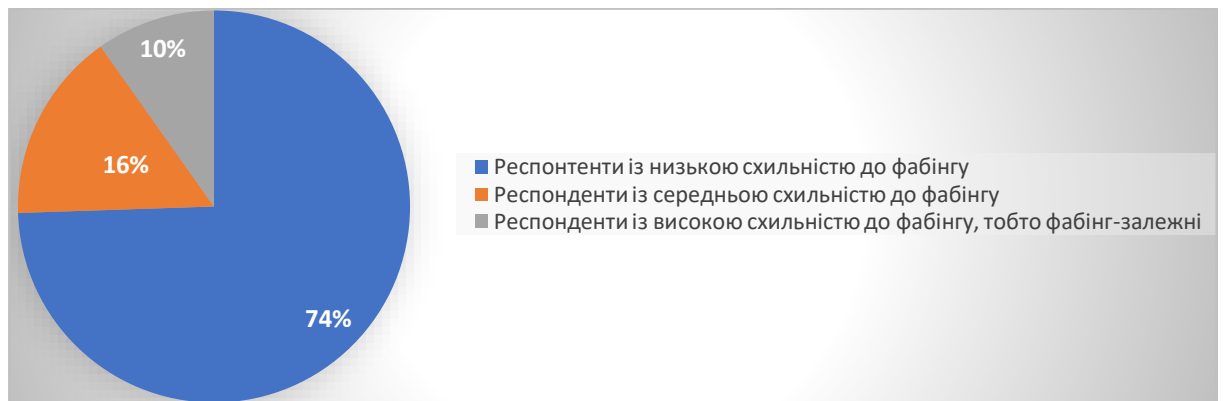 10%
16%
74%
Респонтенти із низькою схильністю до фабінгу
Респонденти із середньою схильністю до фабінгу
Респонденти із високою схильністю до фабінгу, тобто фабінг-залежні